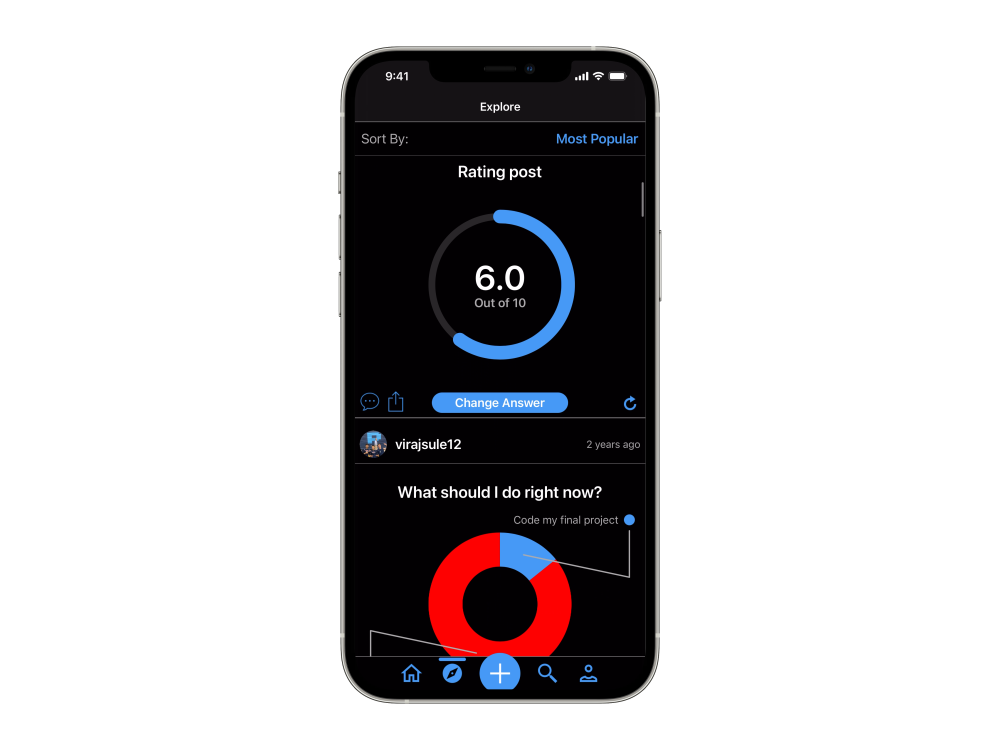 9:41
Explore
Sort By:
Most Popular
Rating post
6.0
Out of 10
Change Answer
virajsule12
2 years ago
What should I do right now?
Code my final project